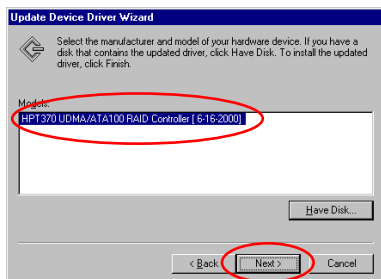 Update Device Driver Wizard
Select the manufacturer and model of your hardware device. If you have a
disk that contains the updated driver, click Have Disk. To install the updated
driver, click Finish.
Models:
HPT370 UDMA/ATA100 RAID Controller [ 6-16-2000]
Have Disk...
< Back
Next >
Cancel